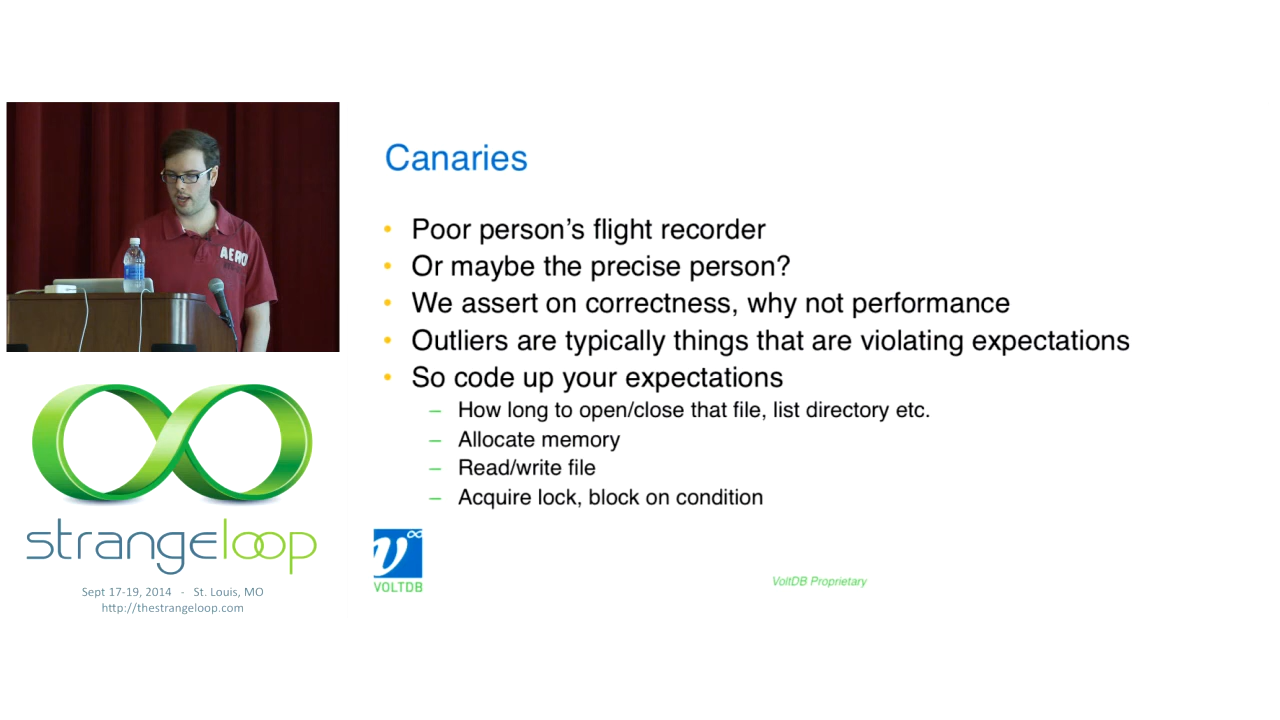 Canaries
• Poor person's flight recorder
• Or maybe the precise person?
• We assert on correctness, why not performance
• Outliers are typically things that are violating expectations
• So code up your expectations
– How long to open/close that file, list directory etc.
– Allocate memory
– Read/write file
– Acquire lock, block on condition
VOLTDB
VoltDB Proprietary
AERO
strangeloop
Sept 17-19, 2014 - St. Louis, MO
http://thestrangeloop.com